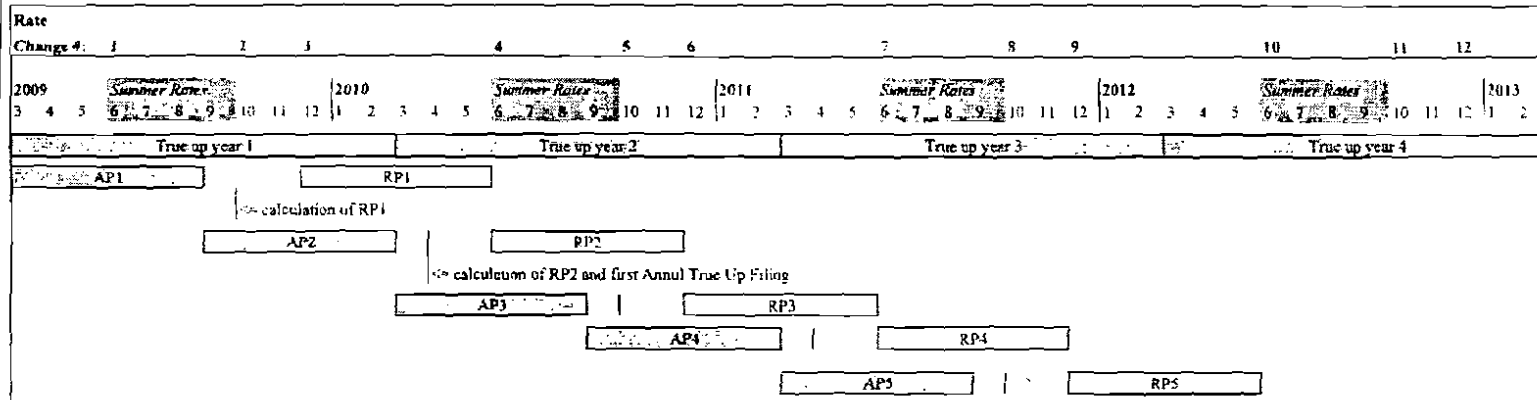 Rate
Change #: 1 2 3 4 5 6 7 8 9 10 11 12
2009 Summer Rates 2010 Summer Rates 2011 Summer Rates 2012 Summer Rates 2013
3 4 5 6 7 8 9 10 11 12 1 2 3 4 5 6 7 8 9 10 11 12 1 2 3 4 5 6 7 8 9 10 11 12 1 2 3 4 5 6 7 8 9 10 11 12 1 2
True up year 1 True up year 2 True up year 3 True up year 4
AP1 RP1
<= calculation of RP1
AP2 RP2
<= calculation of RP2 and first Annul True Up Filing
AP3 RP3
AP4 RP4
AP5 RP5